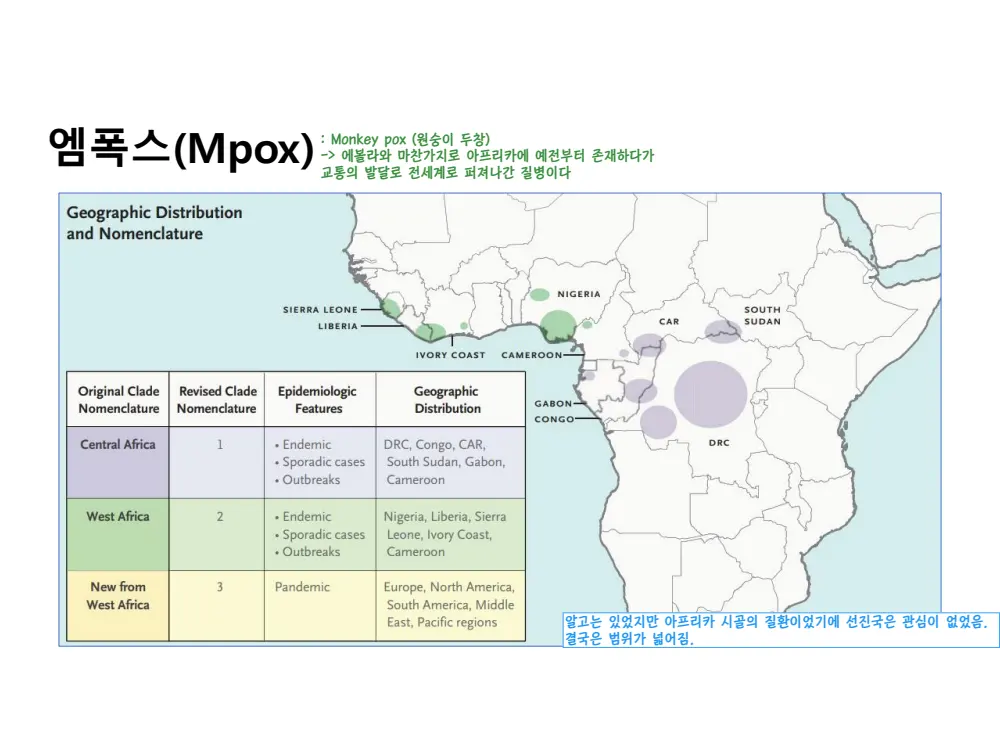 엠폭스(Mpox)
: Monkey pox (원숭이 두창)
-> 에볼라와 마찬가지로 아프리카에 예전부터 존재하다가
교통의 발달로 전세계로 퍼져나간 질병이다
Geographic Distribution
and Nomenclature
SIERRA LEONE
LIBERIA
IVORY COAST
NIGERIA
CAMEROON
CAR
SOUTH
SUDAN
GABON
CONGO
DRC
Original Clade
Nomenclature
Revised Clade
Nomenclature
Epidemiologic
Features
Geographic
Distribution
Central Africa
1
• Endemic
• Sporadic cases
• Outbreaks
DRC, Congo, CAR,
South Sudan, Gabon,
Cameroon
West Africa
2
• Endemic
• Sporadic cases
• Outbreaks
Nigeria, Liberia, Sierra
Leone, Ivory Coast,
Cameroon
New from
West Africa
3
Pandemic
Europe, North America,
South America, Middle
East, Pacific regions
알고는 있었지만 아프리카 시골의 질환이었기에 선진국은 관심이 없었음.
결국은 범위가 넓어짐.